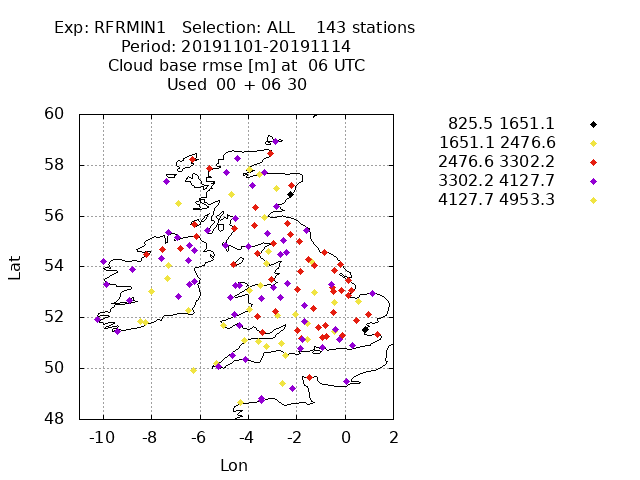 Exp: RFRMIN1 Selection: ALL 143 stations
Period: 20191101-20191114
Cloud base rmse [m] at 06 UTC
Used 00 + 06 30
825.5 1651.1
1651.1 2476.6
2476.6 3302.2
3302.2 4127.7
4127.7 4953.3
60
58
56
54
52
50
48
Lat
-10 -8 -6 -4 -2 0 2
Lon